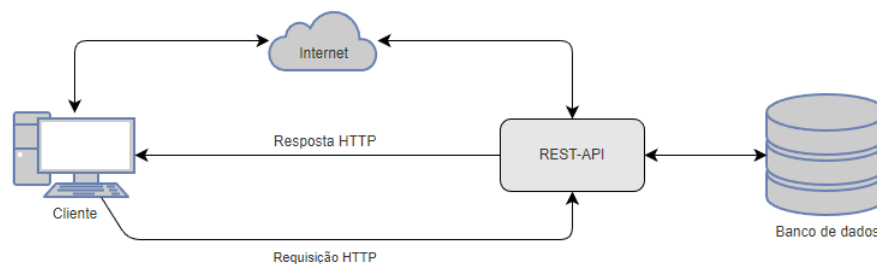 Internet
Resposta HTTP
REST-API
Cliente
Banco de dados
Requisição HTTP